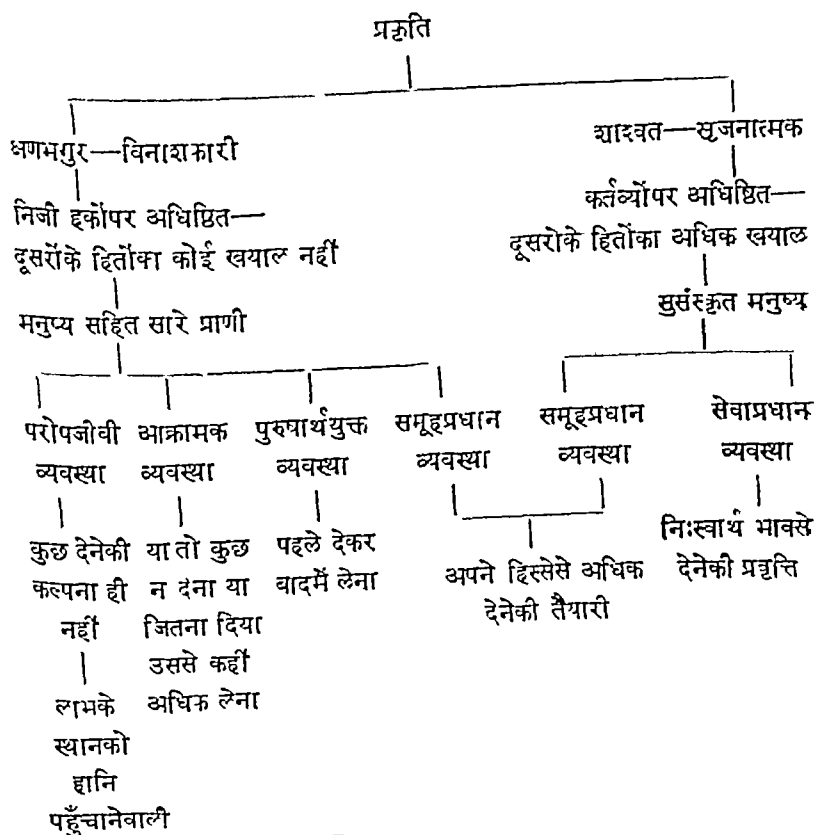 प्रकृति
क्षणभगुर—विनाशकारी
शाश्वत—सृजनात्मक
निजी हकोंपर अधिष्ठित—
दूसरोंके हितोंका कोई खयाल नहीं
कर्तव्योंपर अधिष्ठित—
दूसरोके हितोंका अधिक खयाल
मनुष्य सहित सारे प्राणी
सुसंस्कृत मनुष्य
परोपजीवी आक्रामक पुरुषार्थयुक्त समूहप्रधान समूहप्रधान सेवाप्रधान
व्यवस्था व्यवस्था व्यवस्था व्यवस्था व्यवस्था व्यवस्था
कुछ देनेकी
कल्पना ही
नहीं
लाभके
स्थानको
हानि
पहुँचानेवाली
या तो कुछ
न देना या
जितना दिया
उससे कहीं
अधिक लेना
पहले देकर
बादमें लेना
अपने हिस्सेसे अधिक
देनेकी तैयारी
निःस्वार्थ भावसे
देनेकी प्रवृत्ति